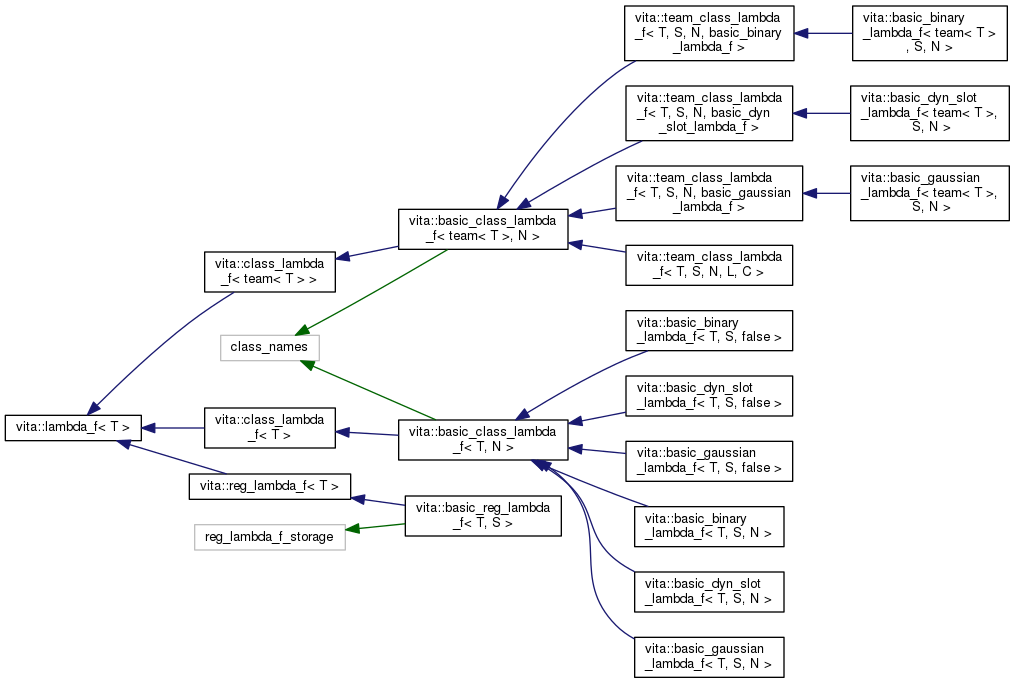 vita::team_class_lambda
_f< T, S, N, basic_binary
_lambda_f >
vita::basic_binary
_lambda_f< team< T >
, S, N >
vita::team_class_lambda
_f< T, S, N, basic_dyn
_slot_lambda_f >
vita::basic_dyn_slot
_lambda_f< team< T >,
S, N >
vita::team_class_lambda
_f< T, S, N, basic_gaussian
_lambda_f >
vita::basic_gaussian
_lambda_f< team< T >,
S, N >
vita::basic_class_lambda
_f< team< T >, N >
vita::team_class_lambda
_f< T, S, N, L, C >
vita::class_lambda
_f< team< T > >
class_names
vita::basic_binary
_lambda_f< T, S, false >
vita::basic_dyn_slot
_lambda_f< T, S, false >
vita::lambda_f< T >
vita::class_lambda
_f< T >
vita::basic_class_lambda
_f< T, N >
vita::basic_gaussian
_lambda_f< T, S, false >
vita::reg_lambda_f< T >
vita::basic_reg_lambda
_f< T, S >
reg_lambda_f_storage
vita::basic_binary
_lambda_f< T, S, N >
vita::basic_dyn_slot
_lambda_f< T, S, N >
vita::basic_gaussian
_lambda_f< T, S, N >